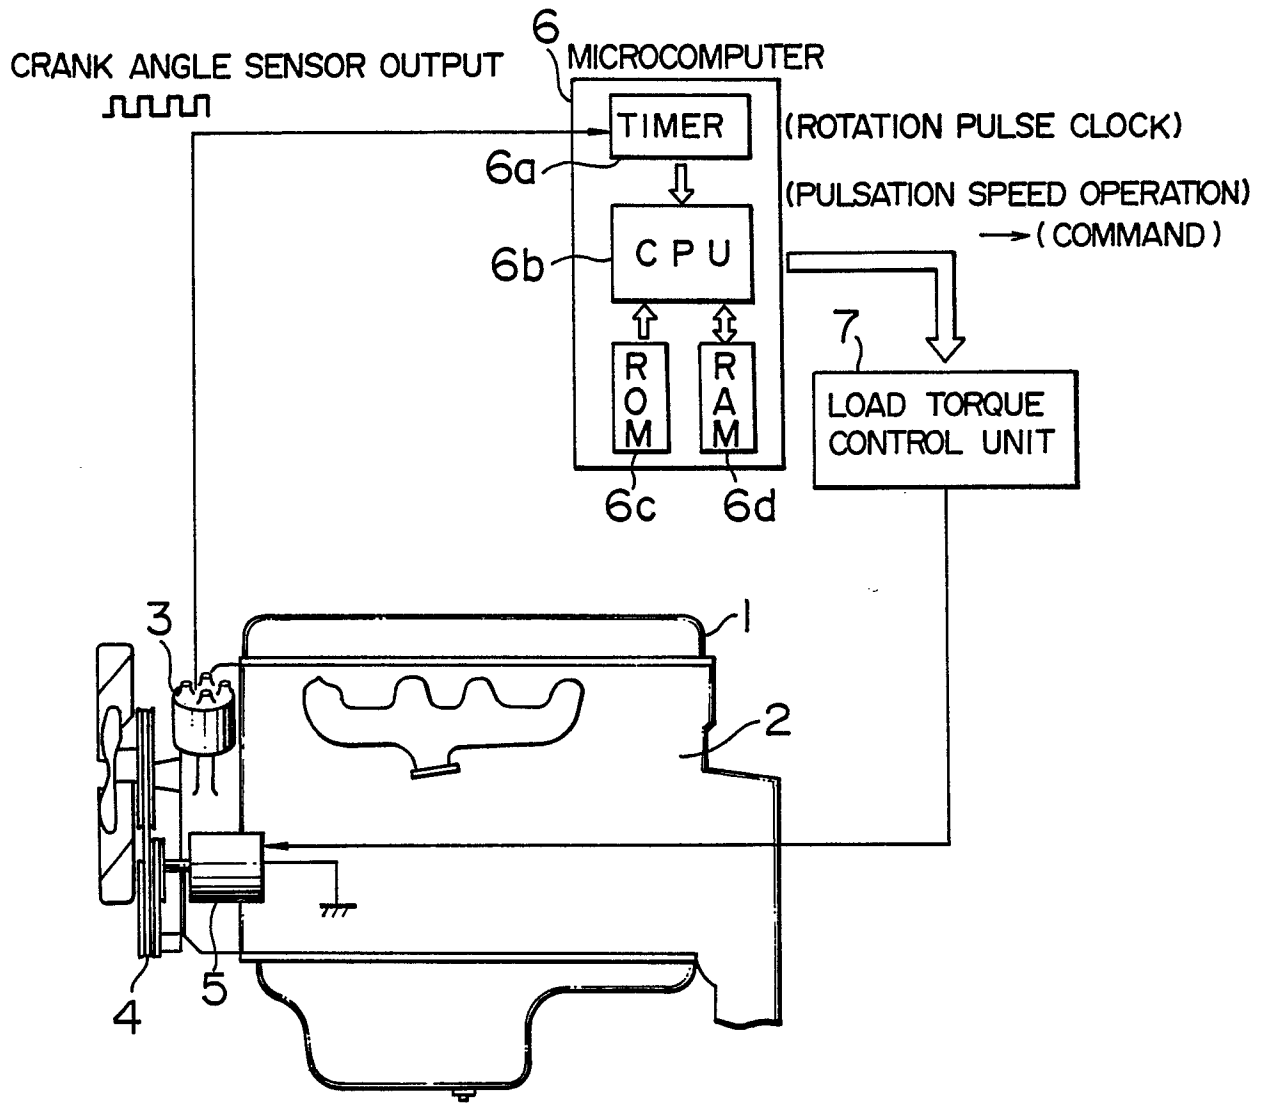 6
MICROCOMPUTER
CRANK ANGLE SENSOR OUTPUT
TIMER
(ROTATION PULSE CLOCK)
6a
(PULSATION SPEED OPERATION)
→(COMMAND)
CPU
6b
7
ROM
RAM
LOAD TORQUE
CONTROL UNIT
6c
6d
3
1
2
5
4